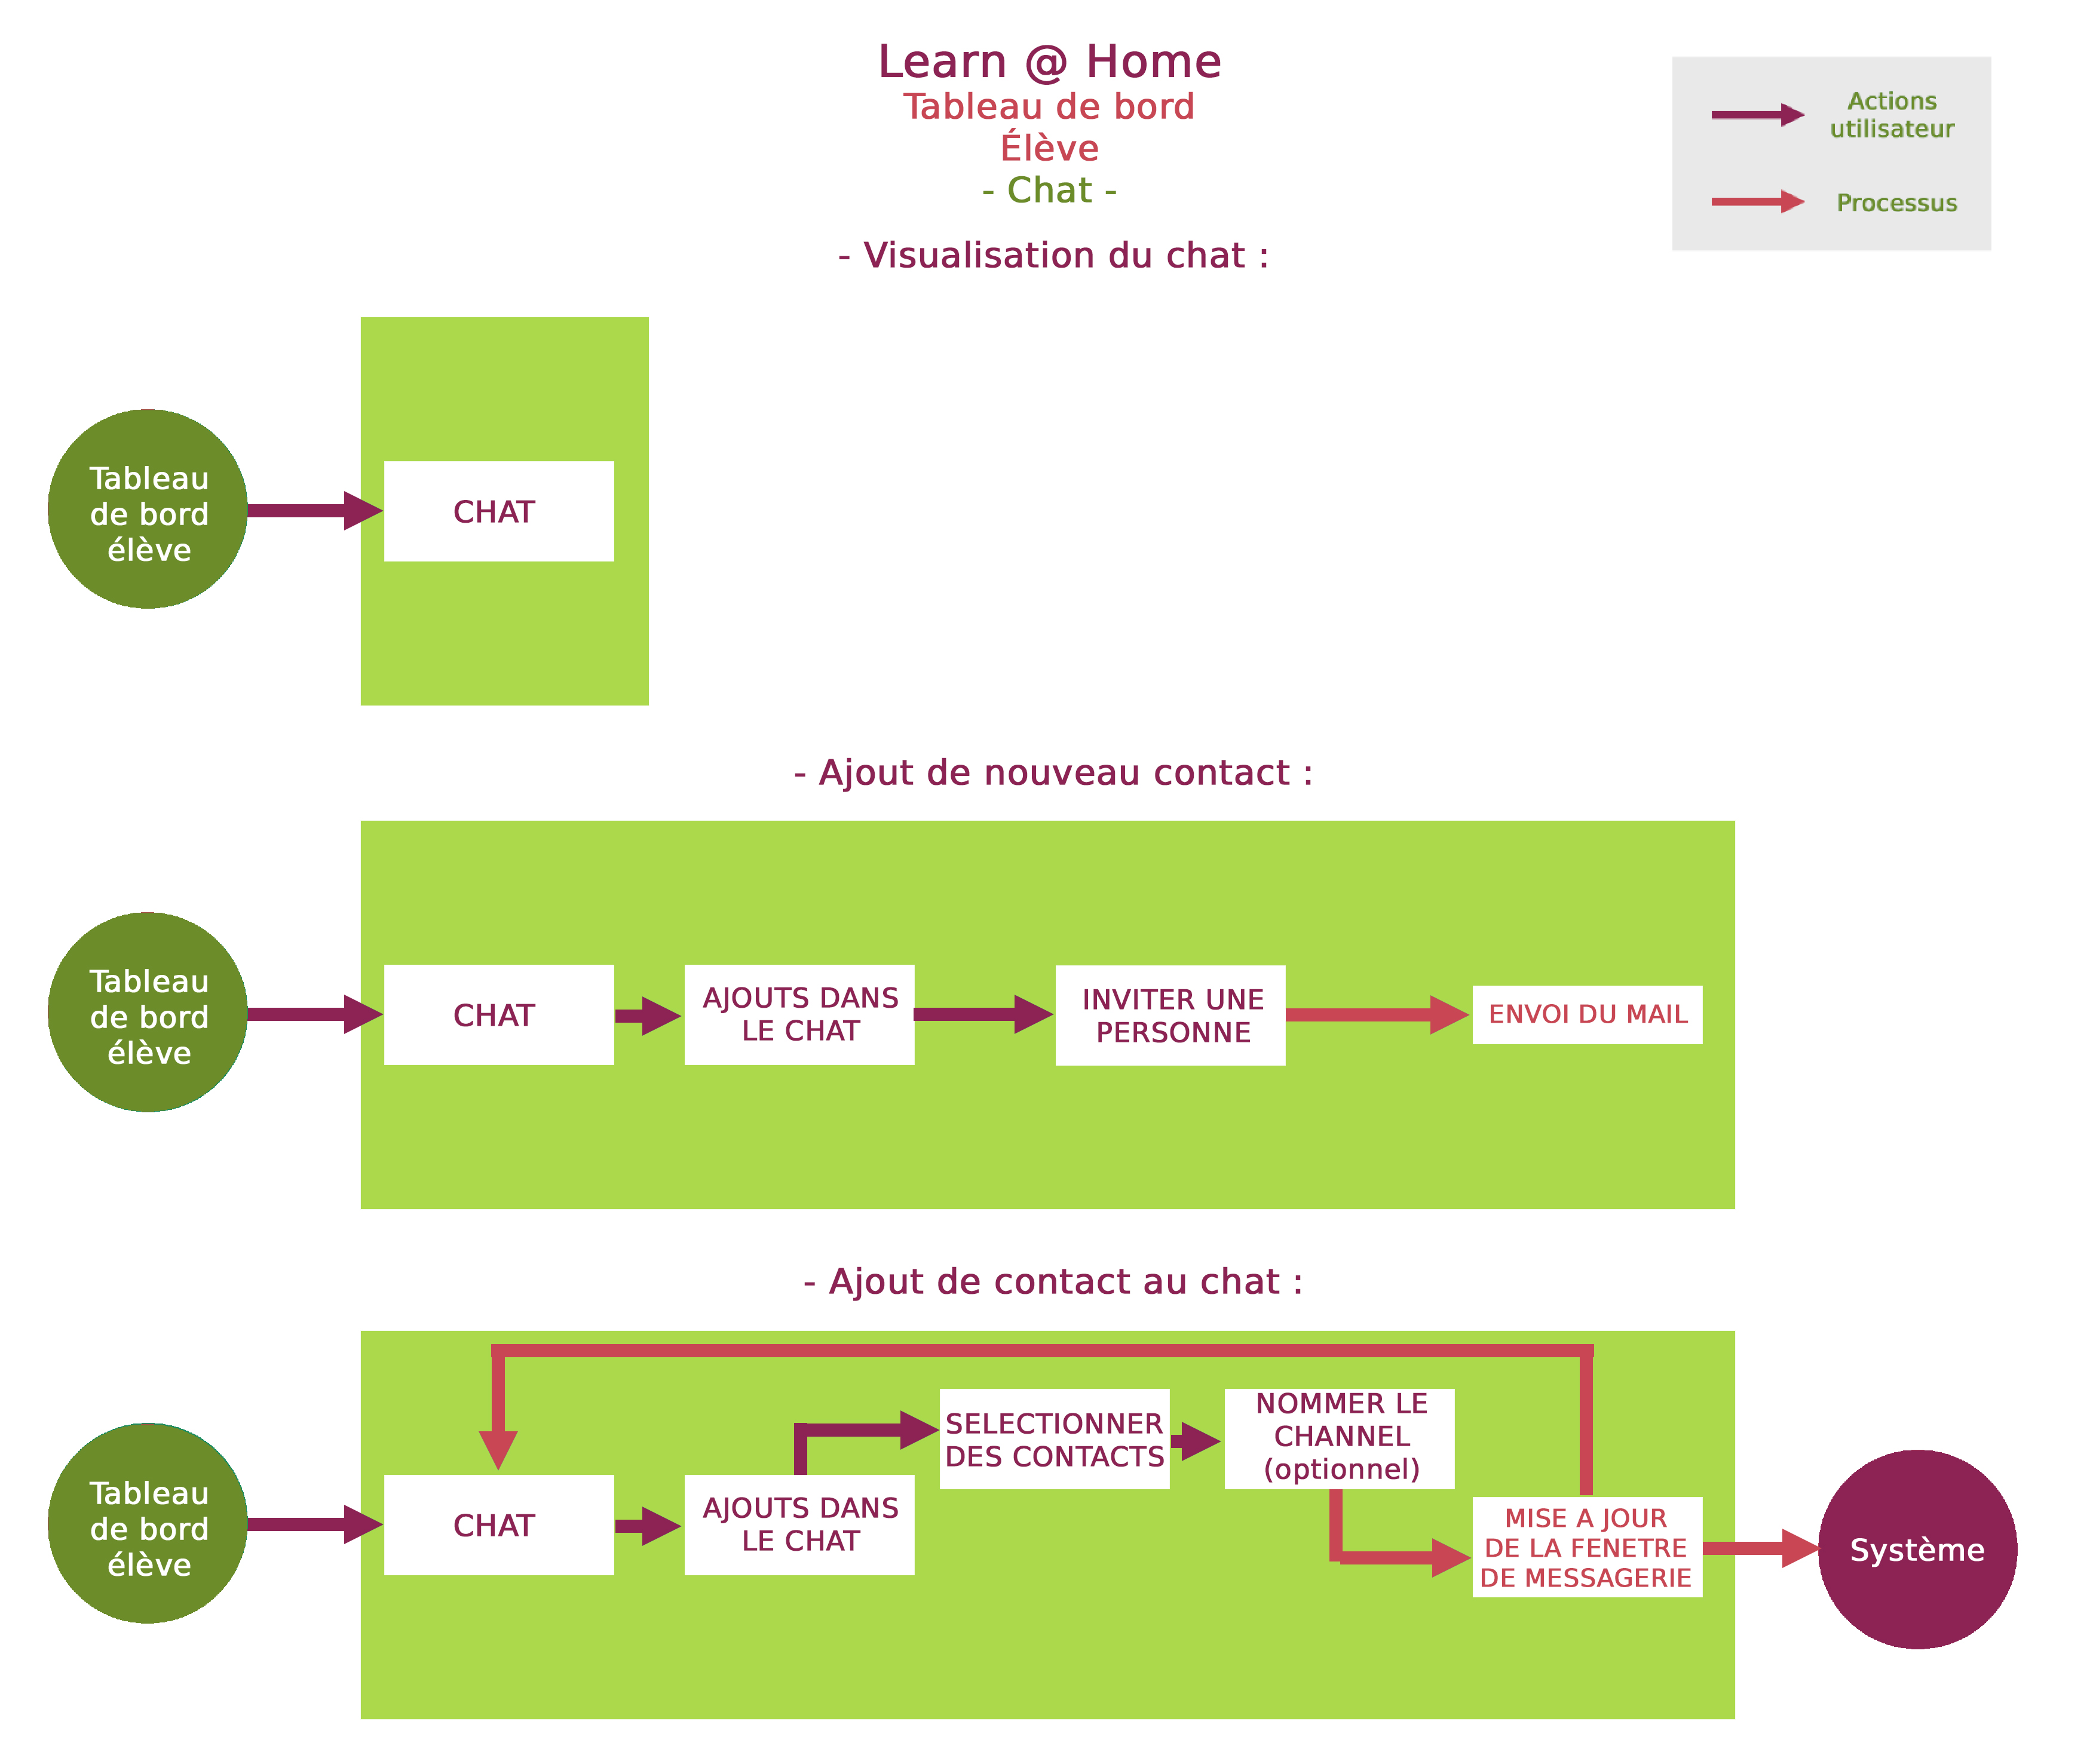 Learn @ Home
Tableau de bord
Élève
- Chat -
Actions
utilisateur
Processus
- Visualisation du chat :
Tableau
de bord
élève
CHAT
- Ajout de nouveau contact :
Tableau
de bord
élève
CHAT
AJOUTS DANS
LE CHAT
INVITER UNE
PERSONNE
ENVOI DU MAIL
- Ajout de contact au chat :
Tableau
de bord
élève
CHAT
AJOUTS DANS
LE CHAT
SELECTIONNER
DES CONTACTS
NOMMER LE
CHANNEL
(optionnel)
MISE A JOUR
DE LA FENETRE
DE MESSAGERIE
Système